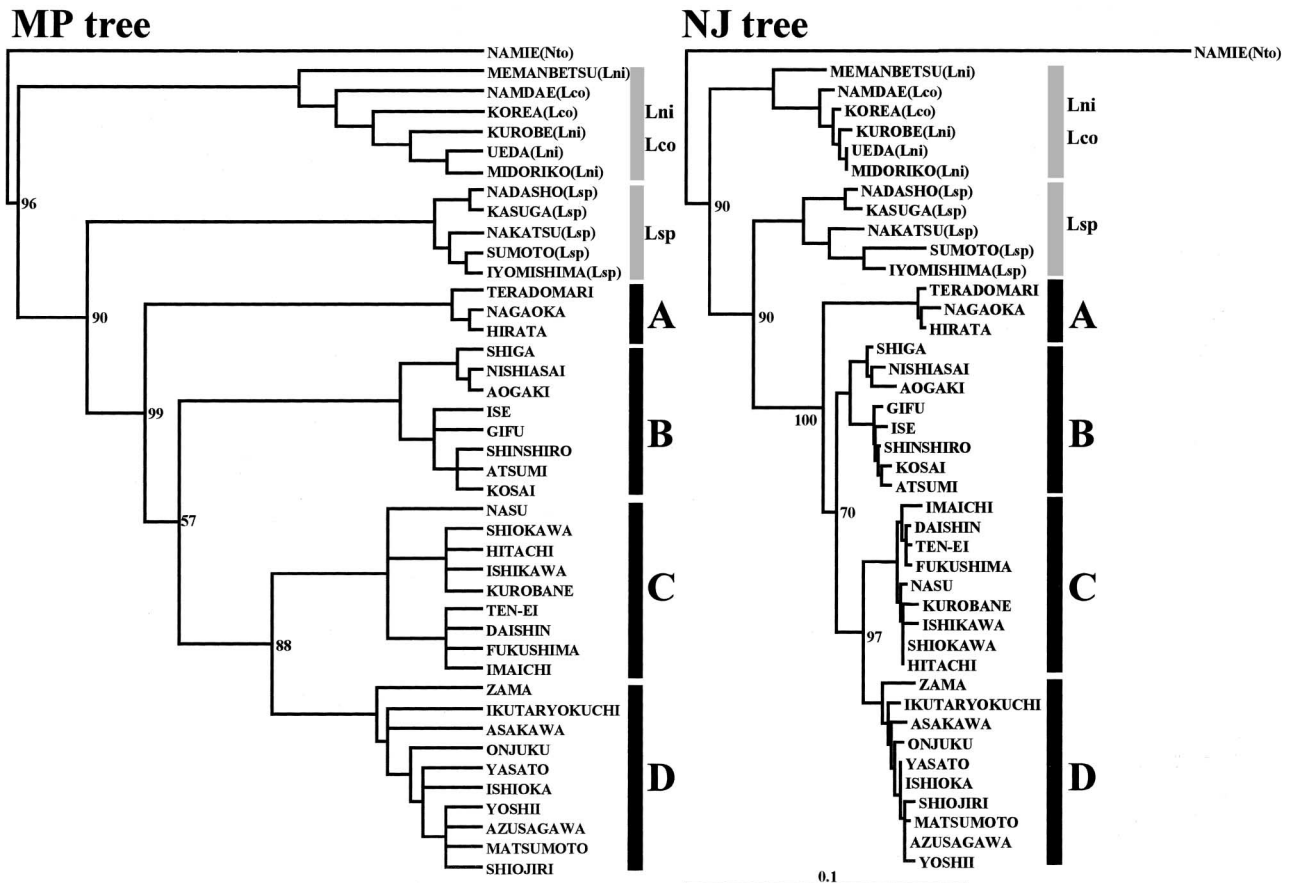 MP tree
NAMIE(Nto)
MEMANBETSU(Lni)
NAMDAE(Lco)
KOREA(Lco)
KUROBE(Lni)
UEDA(Lni)
MIDORIKO(Lni)
Lni
Lco
NADASHO(Lsp)
KASUGA(Lsp)
NAKATSU(Lsp)
SUMOTO(Lsp)
IYOMISHIMA(Lsp)
Lsp
TERADOMARI
NAGAOKA
HIRATA
A
SHIGA
NISHIASAI
AOGAKI
ISE
GIFU
SHINSHIRO
ATSUMI
KOSAI
B
NASU
SHIOKAWA
HITACHI
ISHIKAWA
KUROBANE
TEN-EI
DAISHIN
FUKUSHIMA
IMAICHI
C
ZAMA
IKUTARYOKUCHI
ASAKAWA
ONJUKU
YASATO
ISHIOKA
YOSHII
AZUSAGAWA
MATSUMOTO
SHIOJIRI
D
96
90
99
57
88
NJ tree
NAMIE(Nto)
MEMANBETSU(Lni)
NAMDAE(Lco)
KOREA(Lco)
KUROBE(Lni)
UEDA(Lni)
MIDORIKO(Lni)
Lni
Lco
NADASHO(Lsp)
KASUGA(Lsp)
NAKATSU(Lsp)
SUMOTO(Lsp)
IYOMISHIMA(Lsp)
Lsp
TERADOMARI
NAGAOKA
HIRATA
A
SHIGA
NISHIASAI
AOGAKI
GIFU
ISE
SHINSHIRO
KOSAI
ATSUMI
B
IMAICHI
DAISHIN
TEN-EI
FUKUSHIMA
NASU
KUROBANE
ISHIKAWA
SHIOKAWA
HITACHI
C
ZAMA
IKUTARYOKUCHI
ASAKAWA
ONJUKU
YASATO
ISHIOKA
SHIOJIRI
MATSUMOTO
AZUSAGAWA
YOSHII
D
90
90
100
70
97
0.1